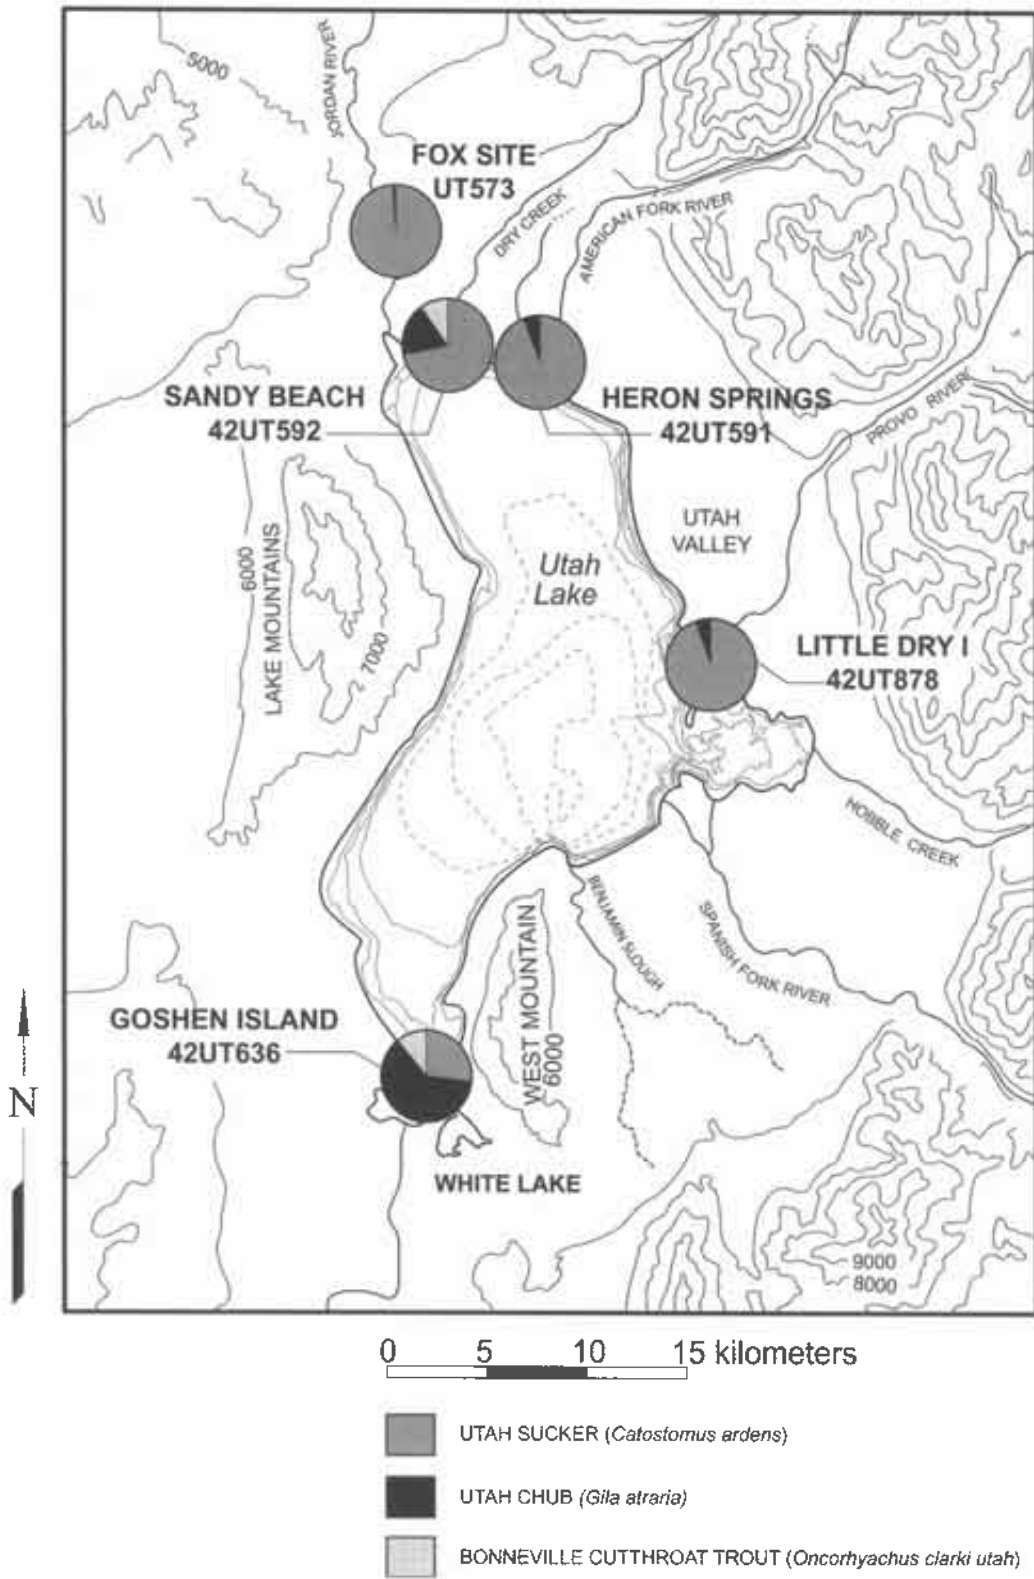 5000
JORDAN RIVER
FOX SITE
UT573
DRY CREEK
AMERICAN FORK RIVER
SANDY BEACH
42UT592
HERON SPRINGS
42UT591
PROVO RIVER
UTAH
VALLEY
Utah
Lake
6000
LAKE MOUNTAINS
7000
LITTLE DRY I
42UT878
HOBBLE CREEK
BENJAMIN SLOUGH
SPANISH FORK RIVER
WEST MOUNTAIN
6000
GOSHEN ISLAND
42UT636
N
WHITE LAKE
9000
8000
0 5 10 15 kilometers
UTAH SUCKER (Catostomus ardens)
UTAH CHUB (Gila atraria)
BONNEVILLE CUTTHROAT TROUT (Oncorhyachus clarki utah)